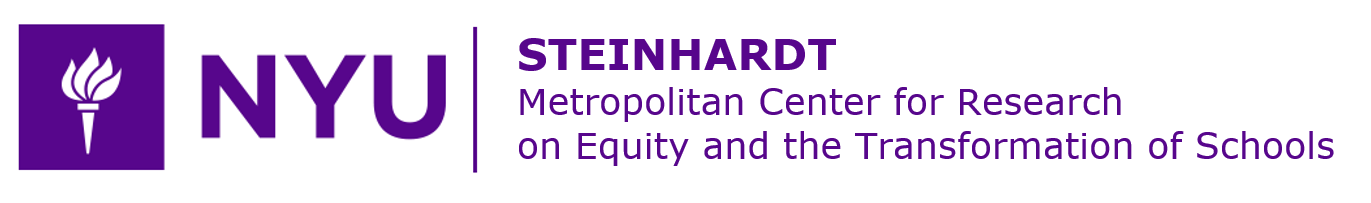 NYU
STEINHARDT
Metropolitan Center for Research
on Equity and the Transformation of Schools